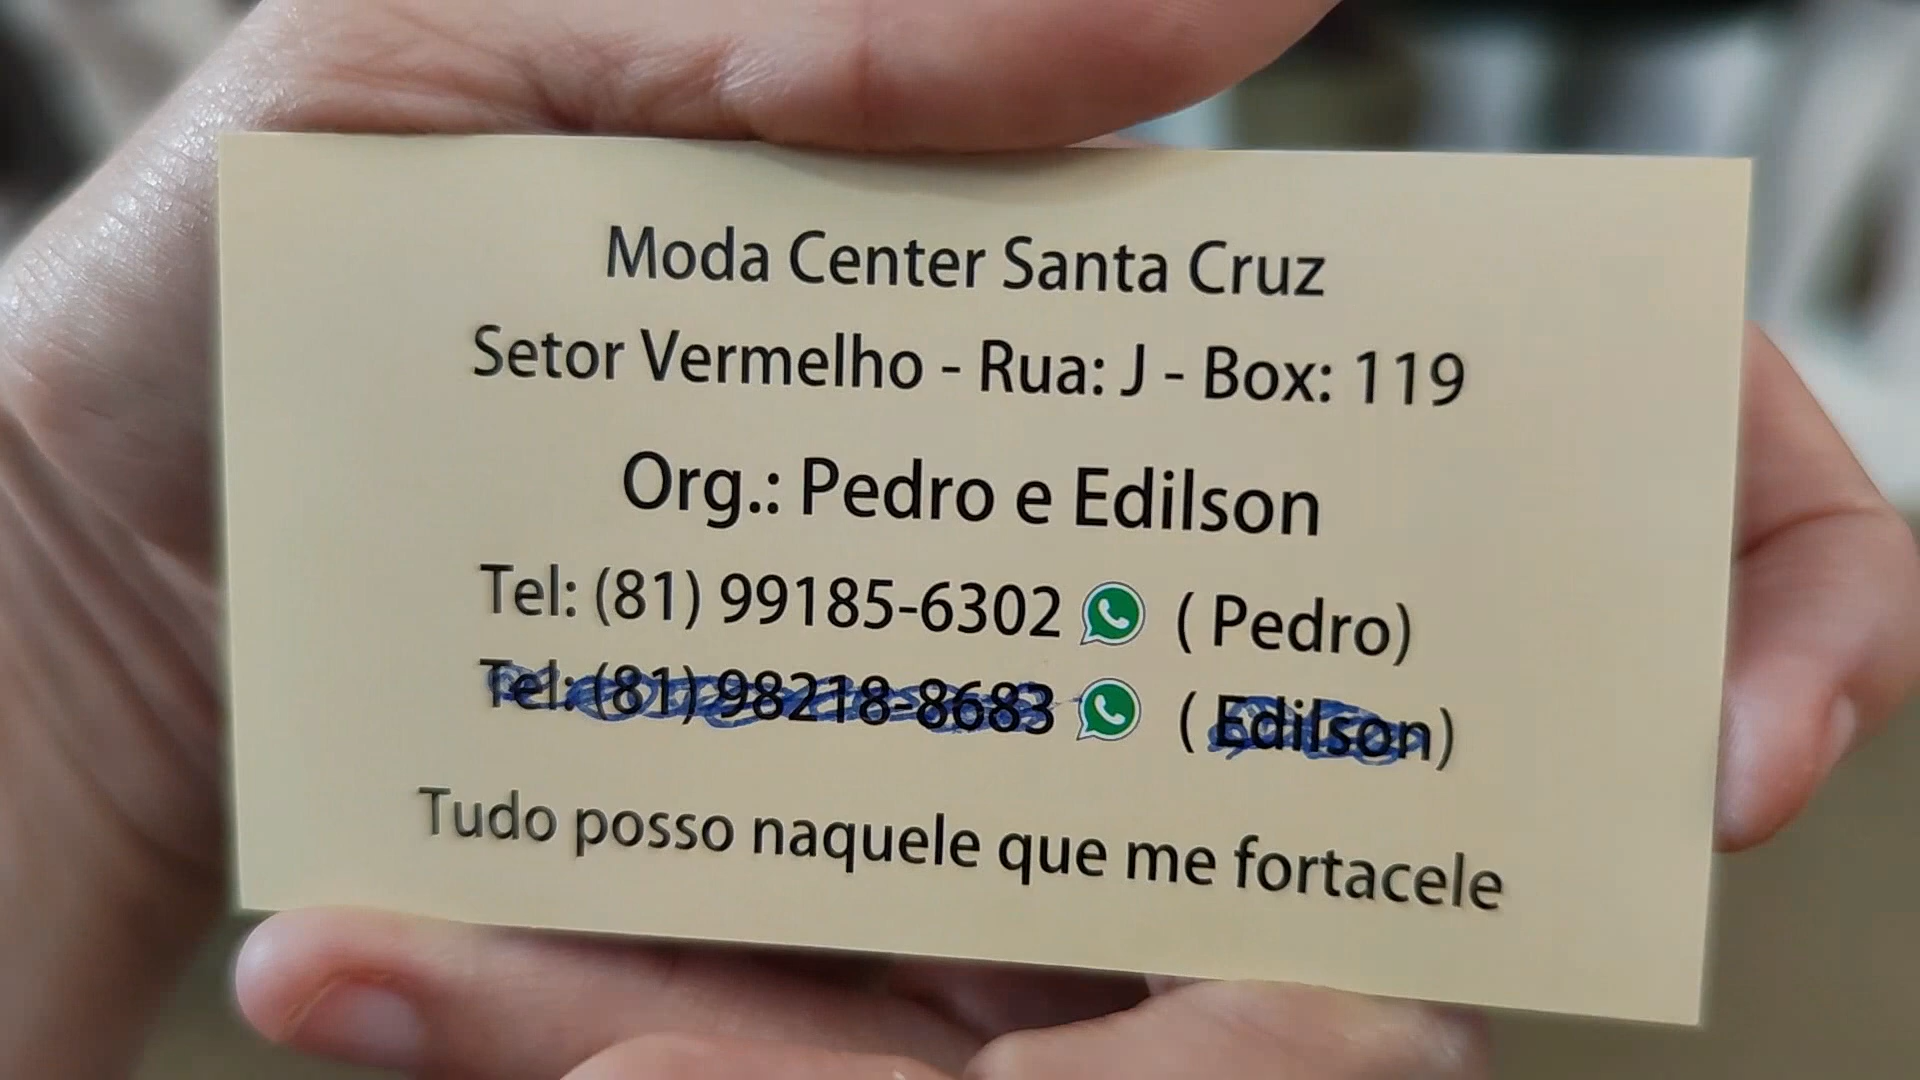 Moda Center Santa Cruz
Setor Vermelho - Rua: J - Box: 119
Org.: Pedro e Edilson
Tel: (81) 99185-6302 ( Pedro)
Tel: (81) 98218-8683 ( Edilson)
Tudo posso naquele que me fortacele